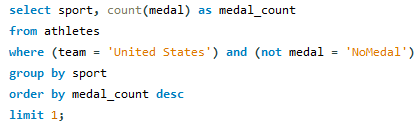 select sport, count(medal) as medal_count
from athletes
where (team = 'United States') and (not medal = 'NoMedal')
group by sport
order by medal_count desc
limit 1;